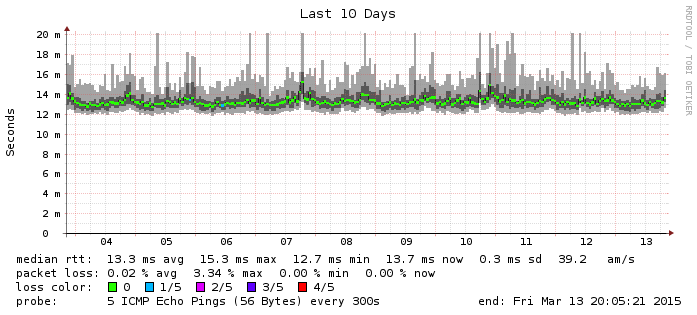 Last 10 Days
RRDTOOL / TOBI OETIKER
Seconds
20 m
18 m
16 m
14 m
12 m
10 m
8 m
6 m
4 m
2 m
0
04 05 06 07 08 09 10 11 12 13
median rtt: 13.3 ms avg 15.3 ms max 12.7 ms min 13.7 ms now 0.3 ms sd 39.2 am/s
packet loss: 0.02 % avg 3.34 % max 0.00 % min 0.00 % now
loss color: 0 1/5 2/5 3/5 4/5
probe: 5 ICMP Echo Pings (56 Bytes) every 300s end: Fri Mar 13 20:05:21 2015